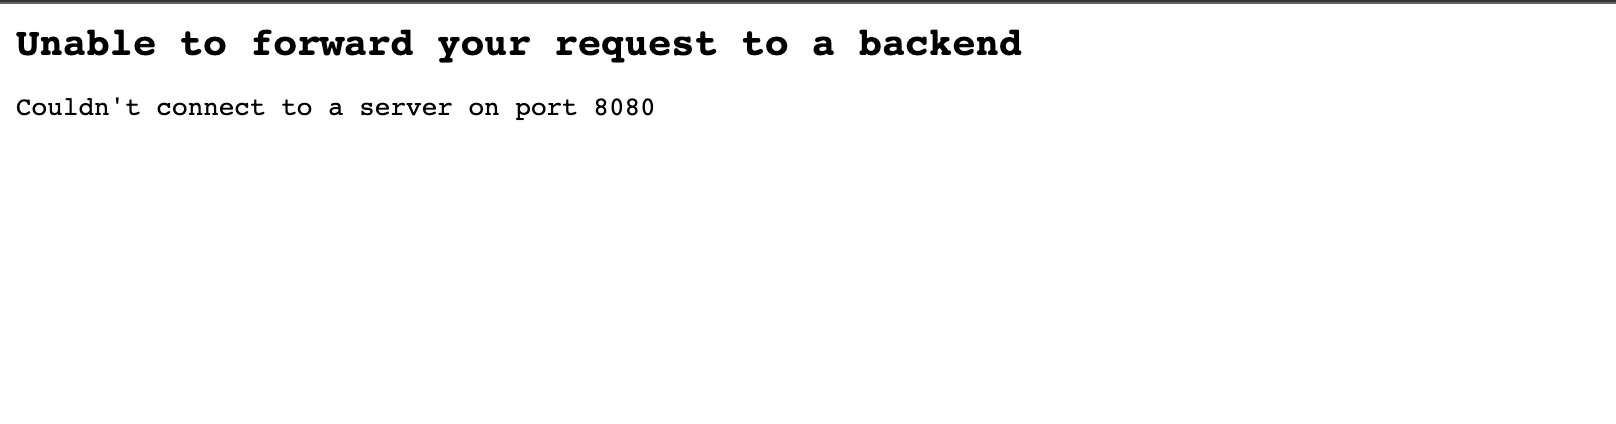 Unable to forward your request to a backend
Couldn't connect to a server on port 8080